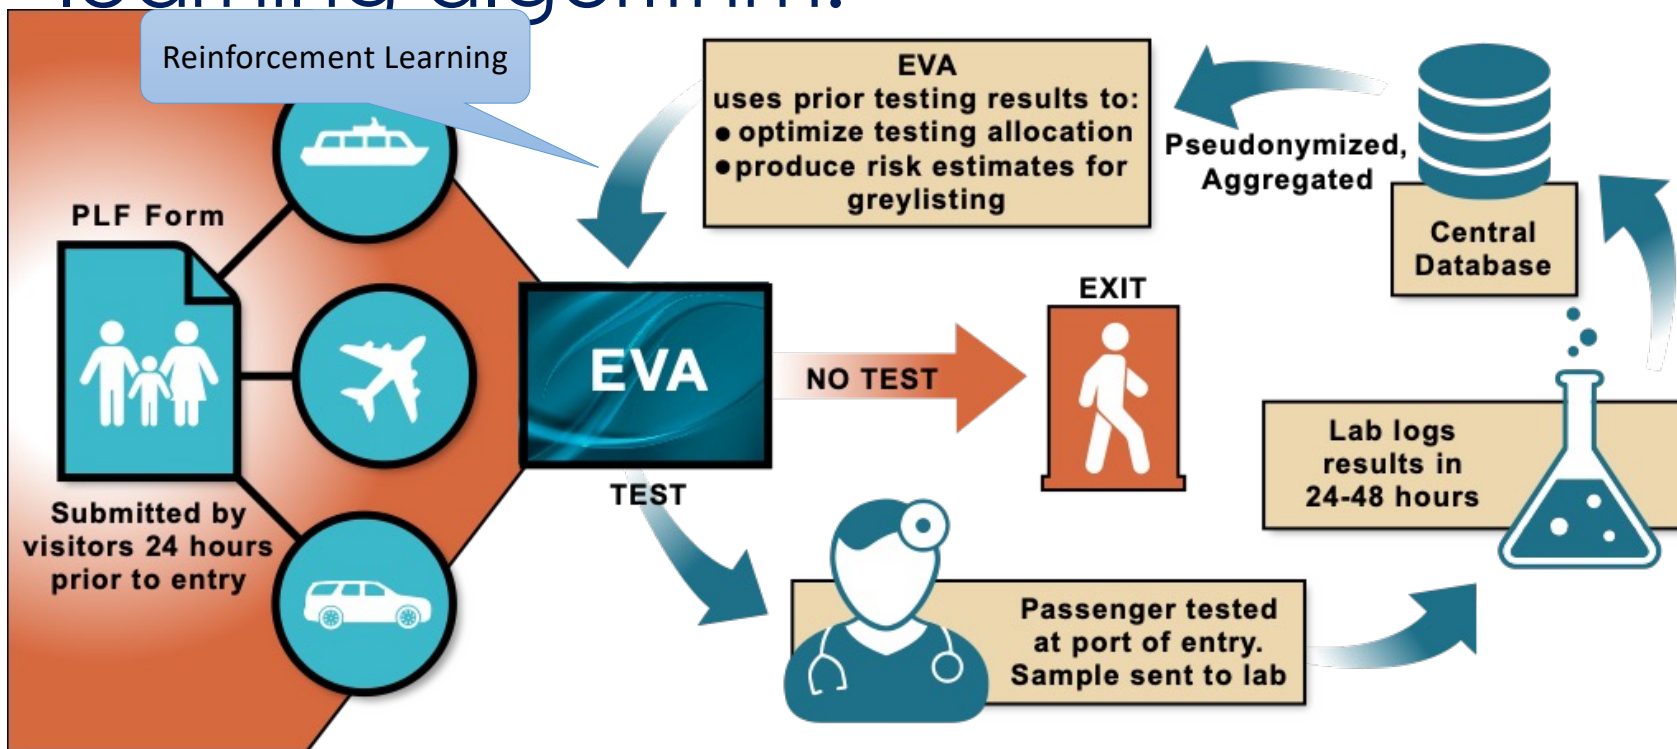 learning algorithm.
Reinforcement Learning
EVA
uses prior testing results to:
● optimize testing allocation
● produce risk estimates for
greylisting
Pseudonymized,
Aggregated
Central
Database
PLF Form
Submitted by
visitors 24 hours
prior to entry
EVA
NO TEST
EXIT
TEST
Lab logs
results in
24-48 hours
Passenger tested
at port of entry.
Sample sent to lab